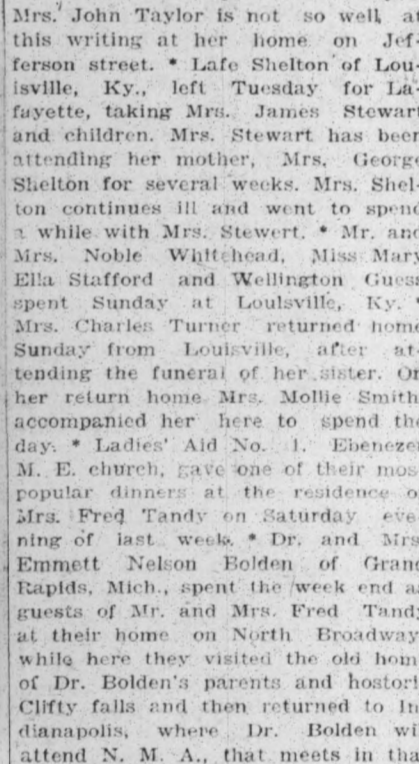 Mrs. John Taylor is not so well, at
this writing at her home on Jef-
ferson street. * Lafe Shelton of Lou-
isville, Ky., left Tuesday for La-
fayette, taking Mrs. James Stewart
and children. Mrs. Stewart has been
attending her mother, Mrs. George
Shelton for several weeks. Mrs. Shel-
ton continues ill and went to spend
a while with Mrs. Stewert. * Mr. and
Mrs. Noble Whitehead, Miss Mary
Ella Stafford and Wellington Guess
spent Sunday at Loulsville, Ky. *
Mrs. Charles Turner returned home
Sunday from Louisville, after at-
tending the funeral of her sister. On
her return home Mrs. Mollie Smith
accompanied her here to spend the
day. * Ladies' Aid No. 1. Ebenezer
M. E. church, gave one of their mos
popular dinners at the residence o
Mrs. Fred Tandy on Saturday eve-
ning of last week. * Dr. and Mrs
Emmett Nelson Bolden of Grand
Rapids, Mich., spent the week end as
guests of Mr. and Mrs. Fred Tandy
at their home on North Broadway
while here they visited the old hom
of Dr. Bolden's parents and hostori
Clifty falls and then returned to In
dianapolis, where Dr. Bolden wi
attend N. M. A., that meets in tha